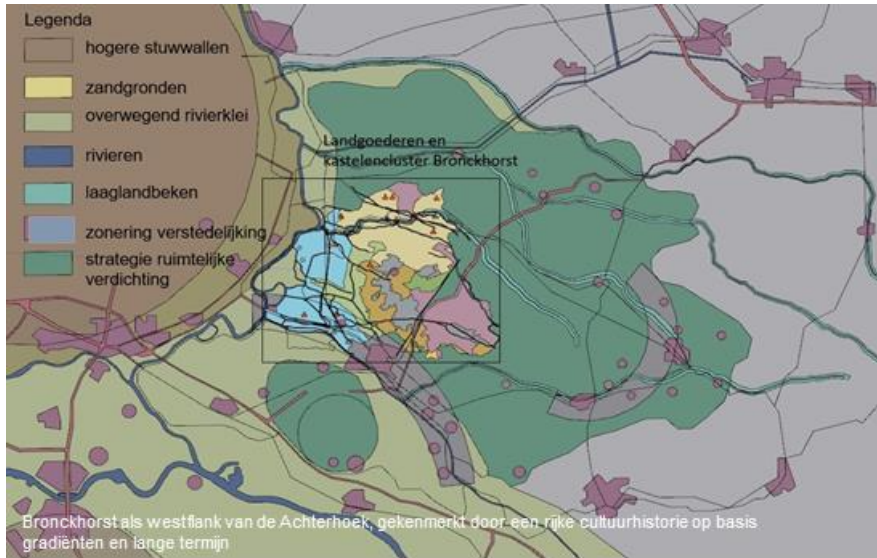 Legenda
hogere stuwwallen
zandgronden
overwegend rivierklei
rivieren
laaglandbeken
zonering verstedelijking
strategie ruimtelijke
verdichting
Landgoederen en
kastelencluster Bronckhorst
Bronckhorst als westflank van de Achterhoek, gekenmerkt door een rijke cultuurhistorie op basis
gradiënten en lange termijn